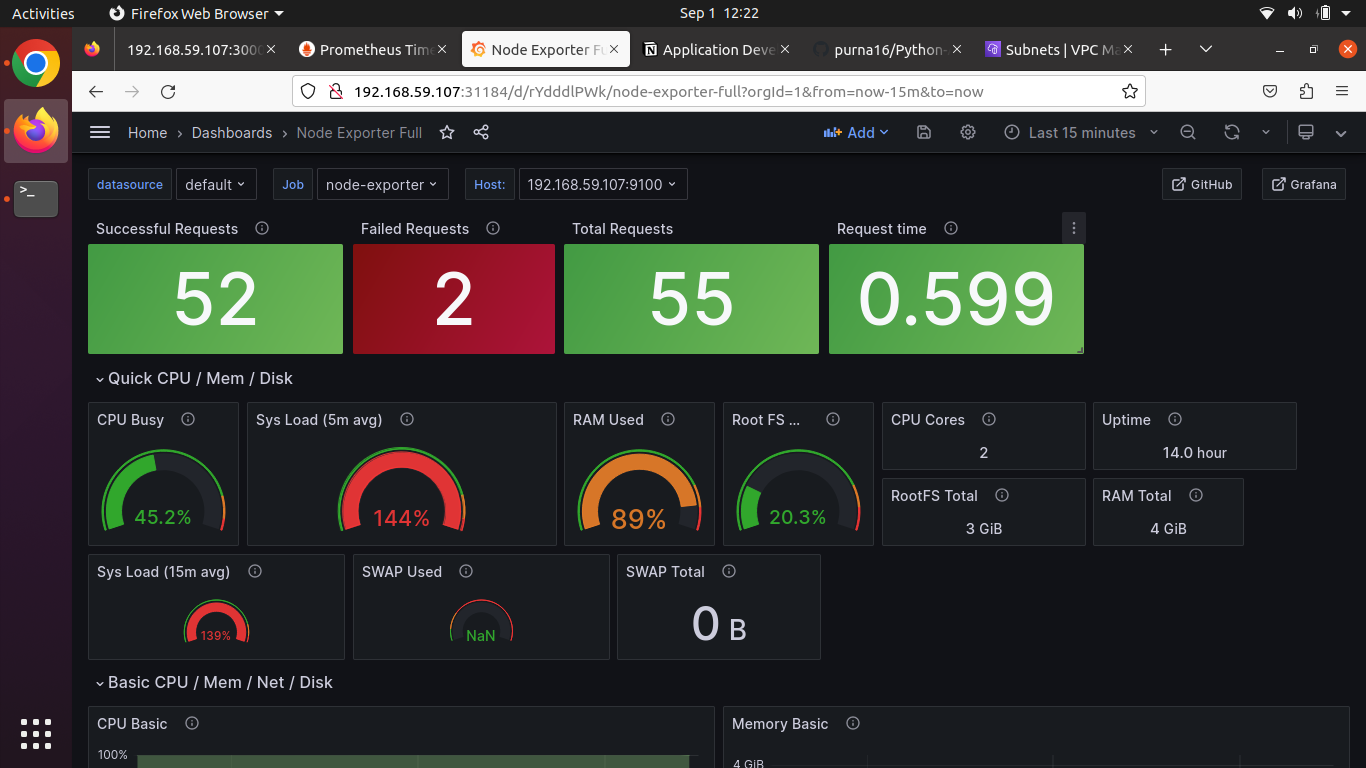 Activities
Firefox Web Browser
Sep 1 12:22
192.168.59.107:3000
Prometheus Time
Node Exporter Fu
Application Deve
purna16/Python-
Subnets | VPC Ma
192.168.59.107:31184/d/rYdddlPWk/node-exporter-full?orgId=1&from=now-15m&to=now
Home › Dashboards › Node Exporter Full
Add
Last 15 minutes
datasource
default
Job
node-exporter
Host:
192.168.59.107:9100
GitHub
Grafana
Successful Requests
Failed Requests
Total Requests
Request time
52
2
55
0.599
Quick CPU / Mem / Disk
CPU Busy
45.2%
Sys Load (5m avg)
144%
RAM Used
89%
Root FS ...
20.3%
CPU Cores
2
Uptime
14.0 hour
RootFS Total
3 GiB
RAM Total
4 GiB
Sys Load (15m avg)
139%
SWAP Used
NaN
SWAP Total
0 B
Basic CPU / Mem / Net / Disk
CPU Basic
100%
Memory Basic
4 GiB
>_